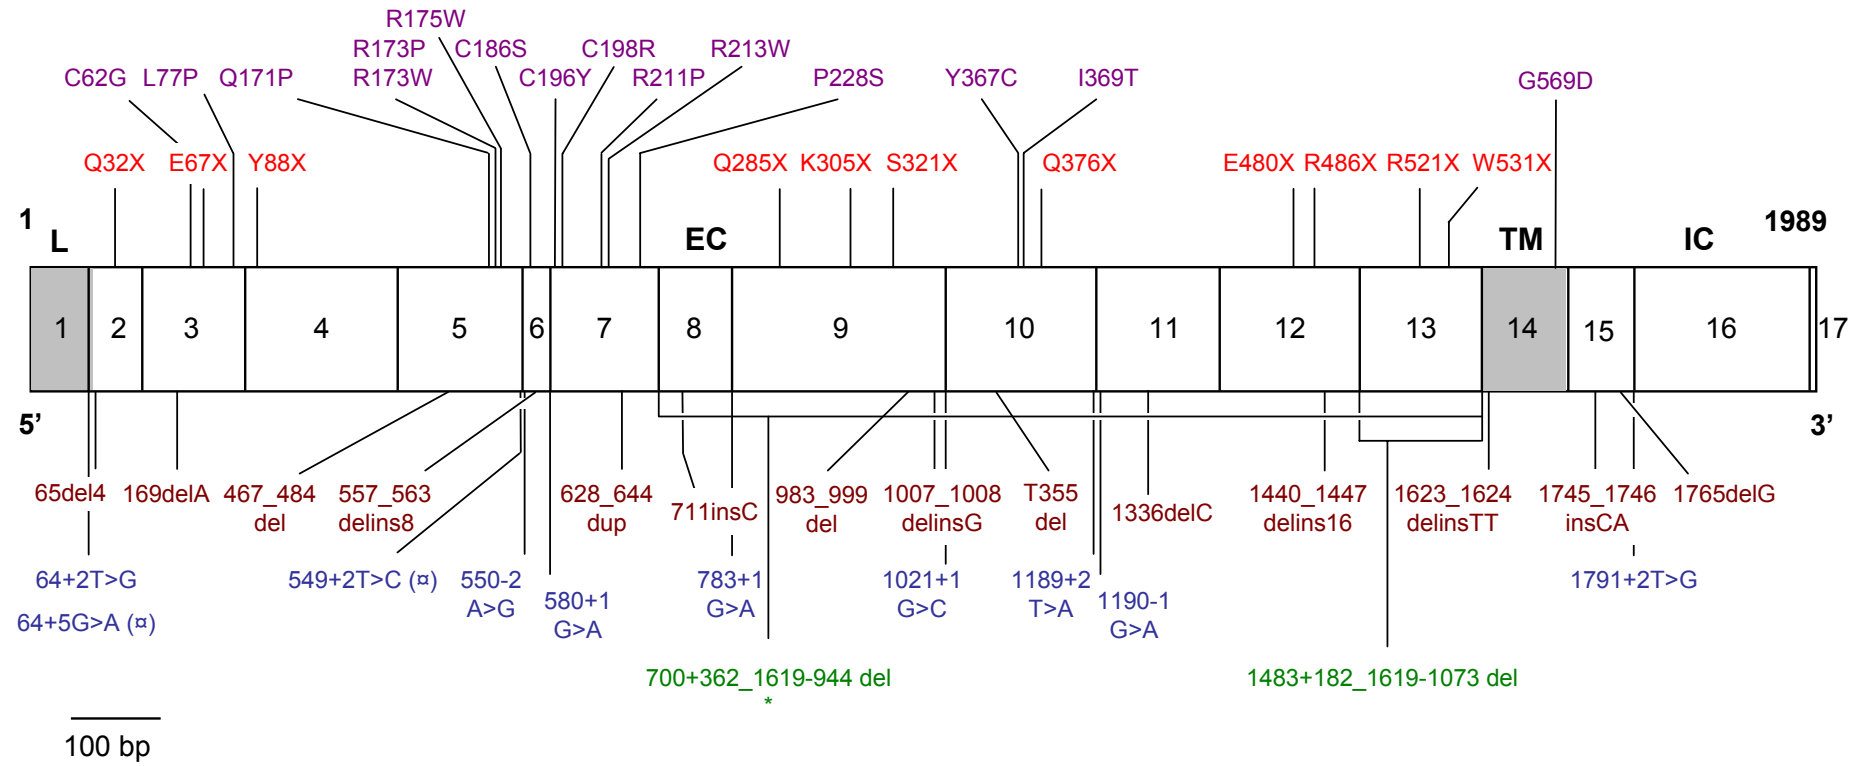 R175W
R173P C186S C198R R213W
C62G L77P Q171P R173W C196Y R211P P228S Y367C I369T G569D
Q32X E67X Y88X Q285X K305X S321X Q376X E480X R486X R521X W531X
1 1989
L EC TM IC
1 2 3 4 5 6 7 8 9 10 11 12 13 14 15 16 17
5’ 3’
65del4 169delA 467_484 557_563 628_644 983_999 1007_1008 T355 1440_1447 1623_1624 1745_1746 1765delG
711insC 1336delC
del delins8 dup del delinsG del delins16 delinsTT insCA
64+2T>G 549+2T>C (¤) 550-2 783+1 1021+1 1189+2 1791+2T>G
580+1 1190-1
A>G G>A G>C T>A
64+5G>A (¤) G>A G>A
700+362_1619-944 del 1483+182_1619-1073 del
*
100 bp